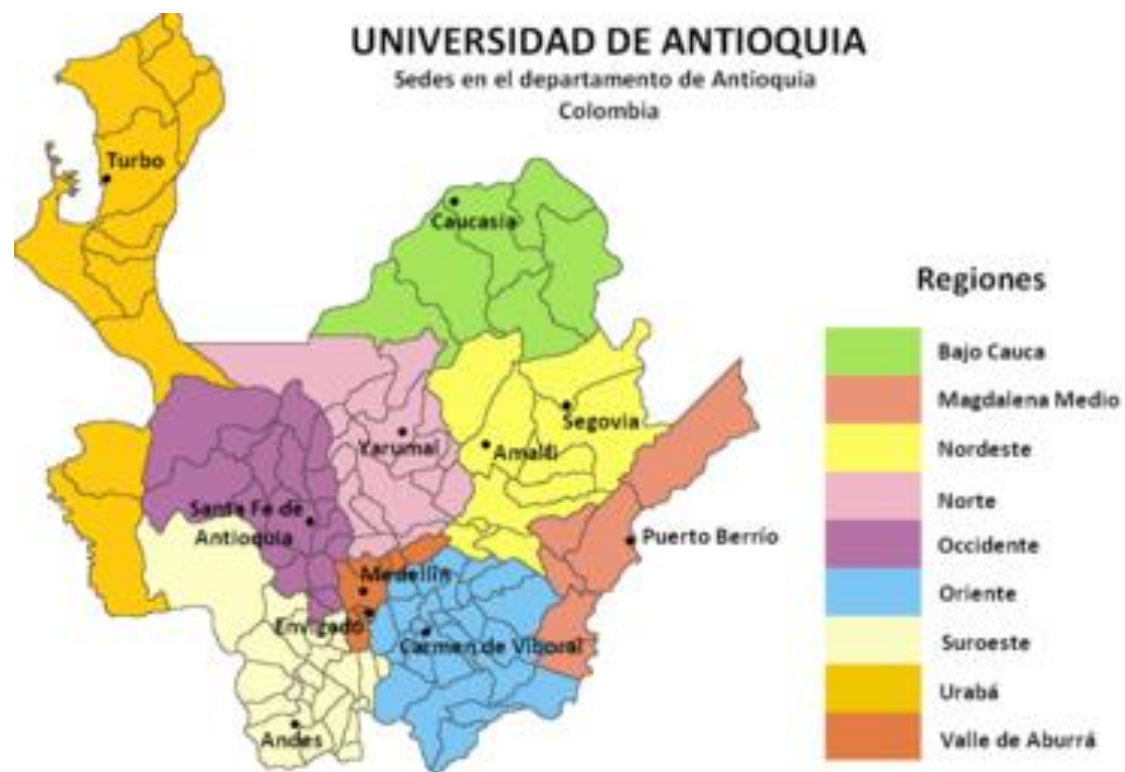 UNIVERSIDAD DE ANTIOQUIA
Sedes en el departamento de Antioquia
Colombia
Turbo
Caucasia
Segovia
Yarumal
Amalfi
Santa Fe de
Antioquia
Puerto Berrío
Medellín
Envigado
Carmen de Viboral
Andes
Regiones
Bajo Cauca
Magdalena Medio
Nordeste
Norte
Occidente
Oriente
Suroeste
Urabá
Valle de Aburrá